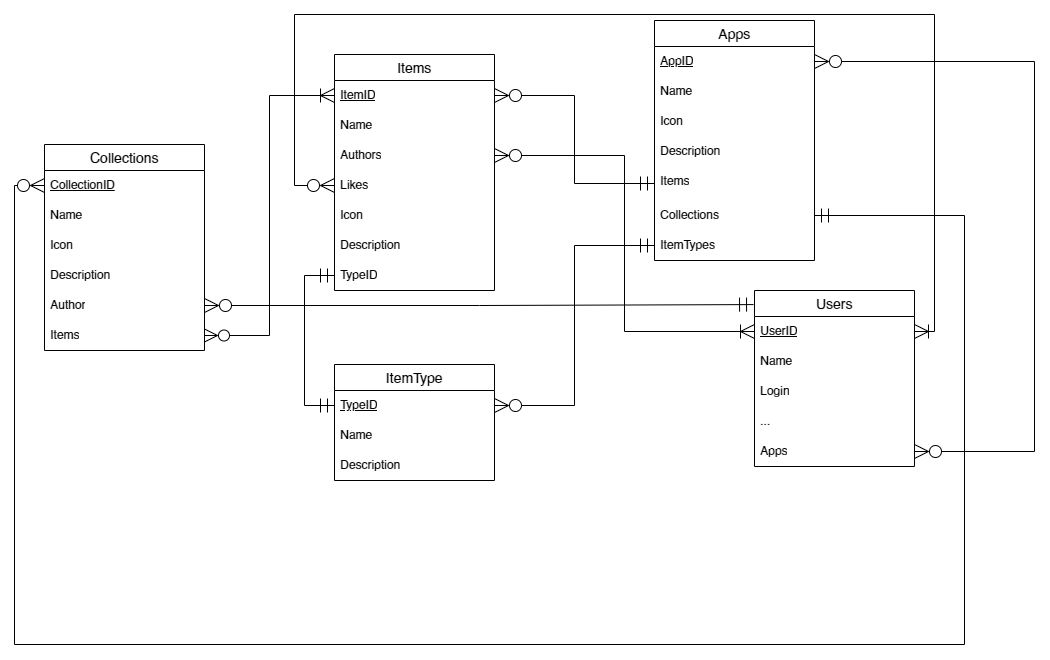 Apps
AppID
Name
Icon
Description
Items
Collections
ItemTypes
Items
ItemID
Name
Authors
Likes
Icon
Description
TypeID
Collections
CollectionID
Name
Icon
Description
Author
Items
Users
UserID
Name
Login
...
Apps
ItemType
TypeID
Name
Description